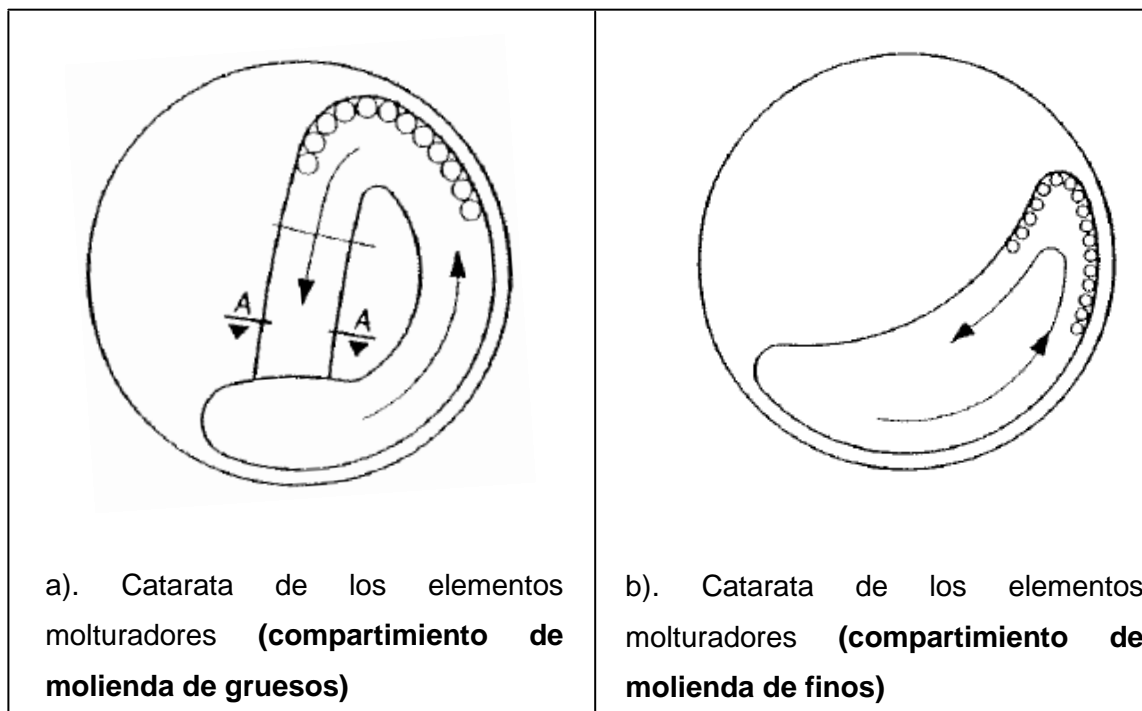 A
A
a). Catarata de los elementos
molturadores (compartimiento de
molienda de gruesos)
b). Catarata de los elementos
molturadores (compartimiento de
molienda de finos)